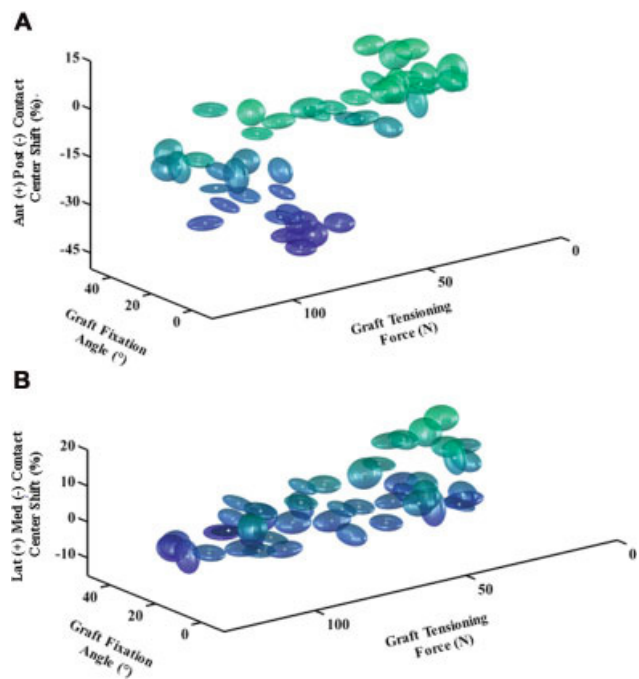 A
Ant (+) Post (-) Contact
Center Shift (%).
15
0
-15
-30
-45
40
20
0
Graft Fixation
Angle (°)
100
50
0
Graft Tensioning
Force (N)
B
Lat (+) Med (-) Contact
Center Shift (%)
20
10
0
-10
40
20
0
Graft Fixation
Angle (°)
100
50
0
Graft Tensioning
Force (N)